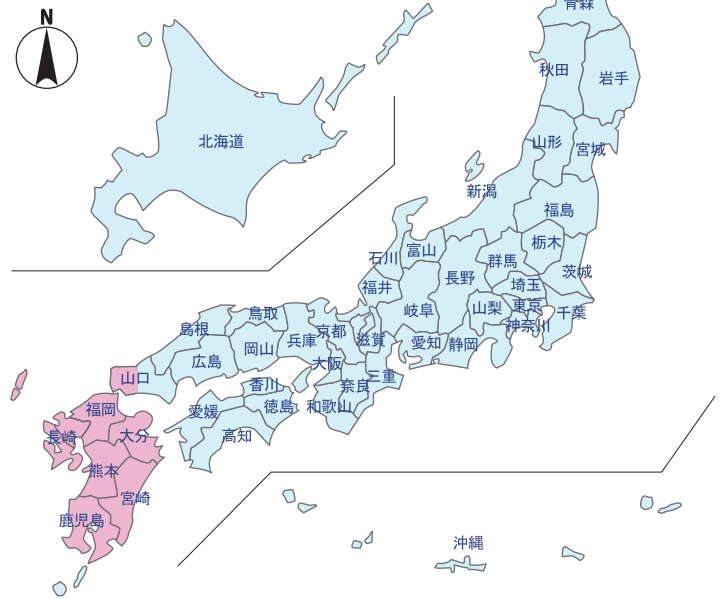 N
青森
秋田
岩手
北海道
山形
宮城
新潟
福島
栃木
石川
富山
群馬
茨城
長野
福井
埼玉
岐阜
山梨
東京
千葉
鳥取
神奈川
島根
京都
兵庫
滋賀
愛知
静岡
岡山
広島
大阪
三重
山口
香川
奈良
福岡
愛媛
徳島
和歌山
長崎
大分
高知
熊本
宮崎
鹿児島
沖縄